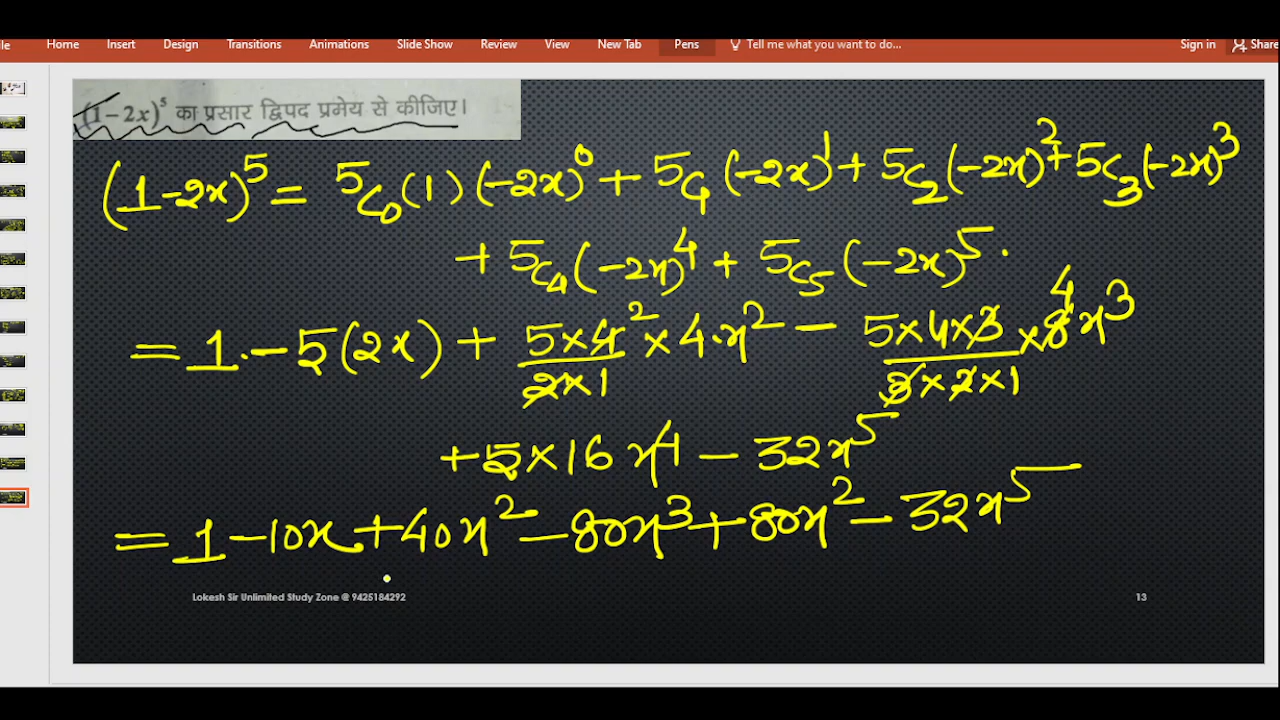 File Home Insert Design Transitions Animations Slide Show Review View New Tab Pens Tell me what you want to do... Sign in Share
(1−2x)⁵ का प्रसार द्विपद प्रमेय से कीजिए।
(1-2x)⁵ = 5C₀(1)(-2x)⁰ + 5C₁(-2x)¹ + 5C₂(-2x)² + 5C₃(-2x)³
+ 5C₄(-2x)⁴ + 5C₅(-2x)⁵.
= 1 - 5(2x) + 5×4²/2×1 × 4·x² - 5×4×3/3×2×1 × 8⁴x³
+5×16x⁴ - 32x⁵
= 1 - 10x + 40x² - 80x³ + 80x² - 32x⁵
Lokesh Sir Unlimited Study Zone @ 9425184292 13